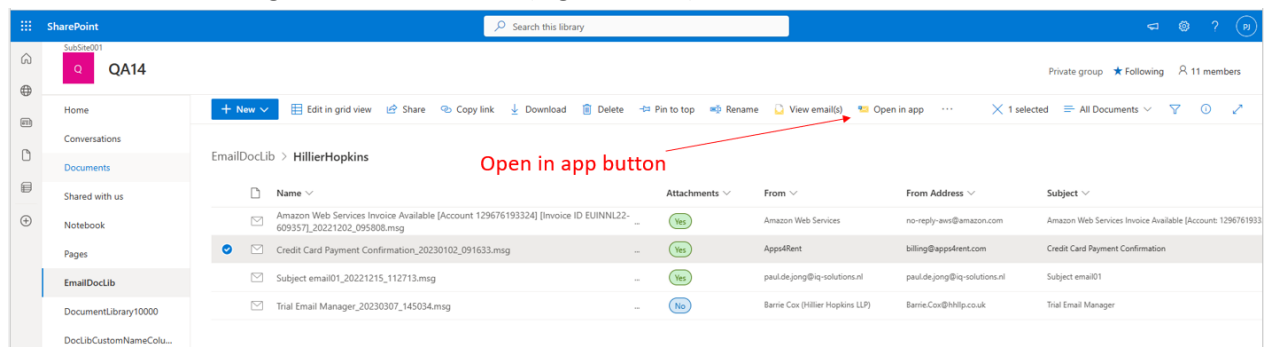 SharePoint
Search this library
?
PJ
SubSite001
Q
QA14
Private group ★ Following 11 members
Home
Conversations
Documents
Shared with us
Notebook
Pages
EmailDocLib
DocumentLibrary10000
DocLibCustomNameColu...
+ New Edit in grid view Share Copy link Download Delete Pin to top Rename View email(s) Open in app ... 1 selected All Documents
EmailDocLib > HillierHopkins
Open in app button
Name Attachments From From Address Subject
Amazon Web Services Invoice Available [Account 129676193324] [Invoice ID EUINNL22-
609357]_20221202_095808.msg ... Yes Amazon Web Services no-reply-aws@amazon.com Amazon Web Services Invoice Available [Account: 1296761933
Credit Card Payment Confirmation_20230102_091633.msg ... Yes Apps4Rent billing@apps4rent.com Credit Card Payment Confirmation
Subject email01_20221215_112713.msg ... Yes paul.de.jong@iq-solutions.nl paul.de.jong@iq-solutions.nl Subject email01
Trial Email Manager_20230307_145034.msg ... No Barrie Cox (Hillier Hopkins LLP) Barrie.Cox@hhllp.co.uk Trial Email Manager